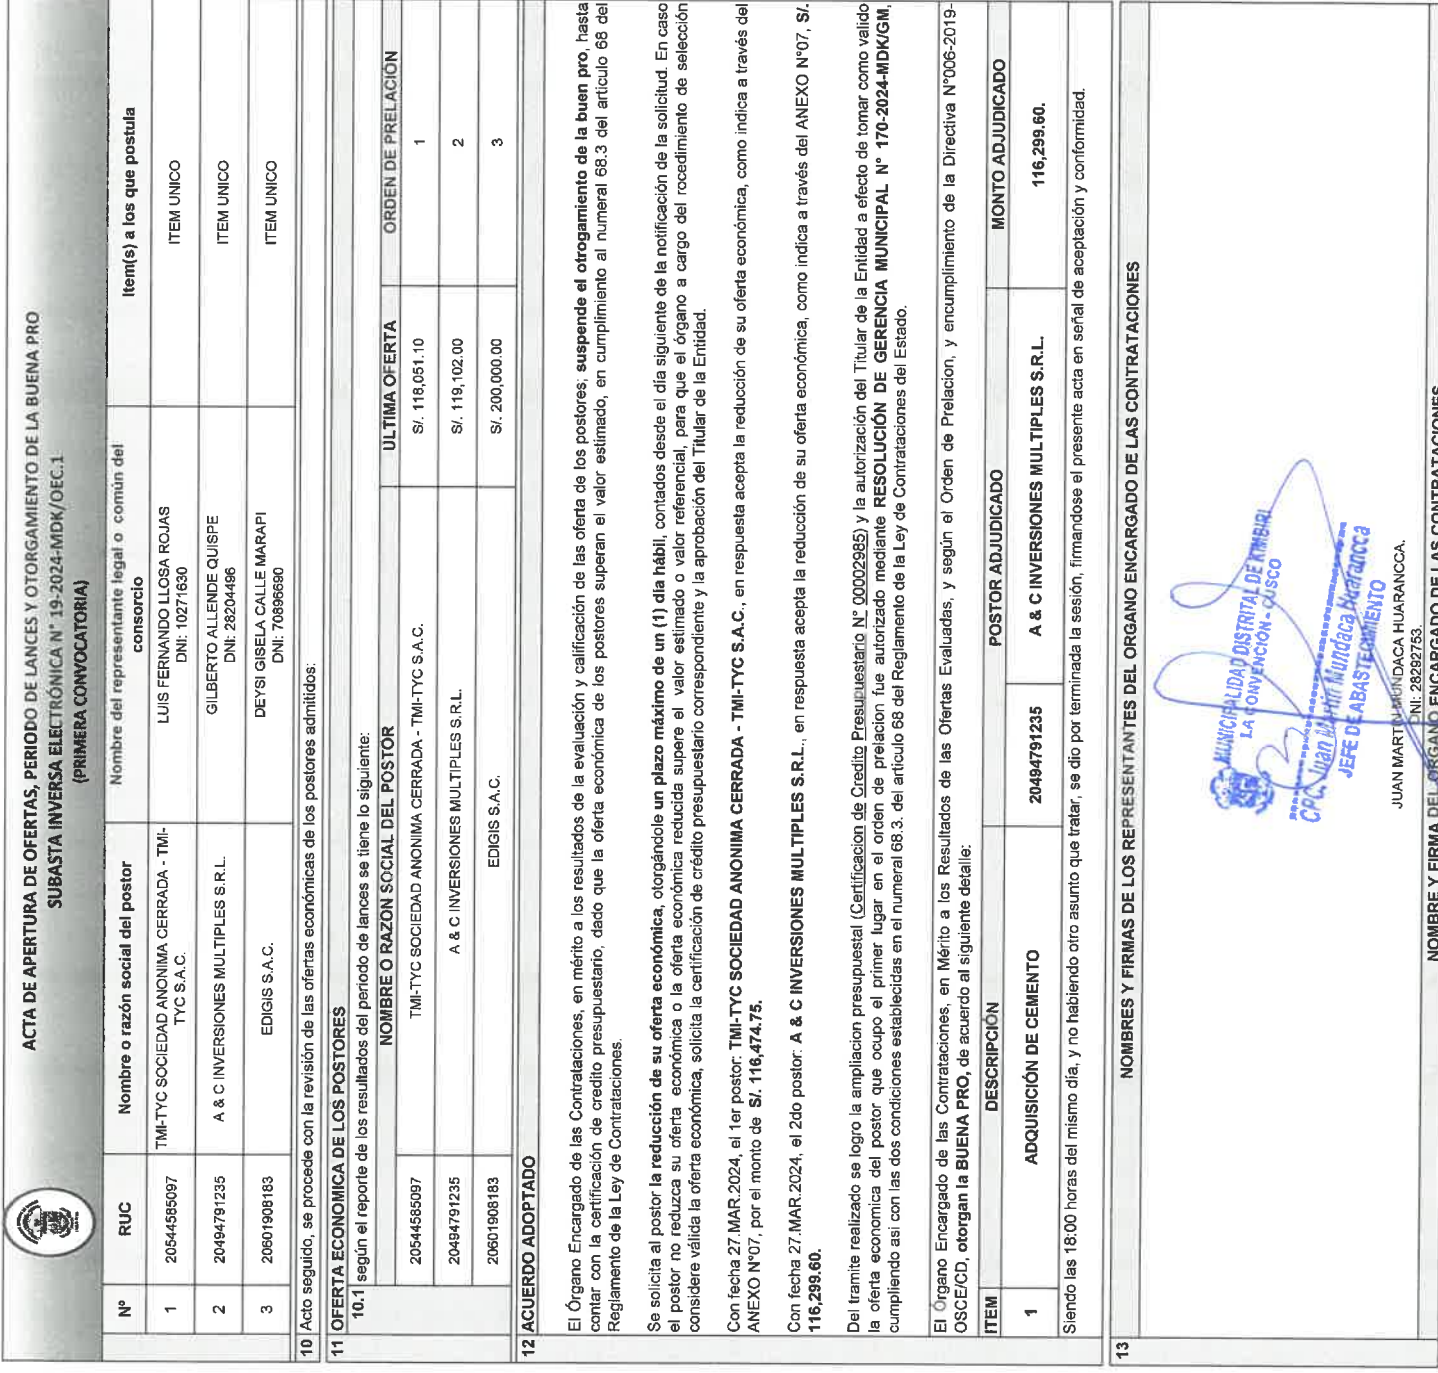 ACTA DE APERTURA DE OFERTAS, PERIODO DE LANCES Y OTORGAMIENTO DE LA BUENA PRO
SUBASTA INVERSA ELECTRÓNICA N° 19-2024-MDK/OEC.1
(PRIMERA CONVOCATORIA)
Nº RUC Nombre o razón social del postor Nombre del representante legal o común del consorcio Item(s) a los que postula
1 20544585097 TMI-TYC SOCIEDAD ANONIMA CERRADA - TMI-TYC S.A.C. LUIS FERNANDO LLOSA ROJAS DNI: 10271630 ITEM UNICO
2 20494791235 A & C INVERSIONES MULTIPLES S.R.L. GILBERTO ALLENDE QUISPE DNI: 28204496 ITEM UNICO
3 20601908183 EDIGIS S.A.C. DEYSI GISELA CALLE MARAPI DNI: 70896690 ITEM UNICO
10 Acto seguido, se procede con la revisión de las ofertas económicas de los postores admitidos:
11 OFERTA ECONOMICA DE LOS POSTORES
10.1 según el reporte de los resultados del periodo de lances se tiene lo siguiente:
NOMBRE O RAZON SOCIAL DEL POSTOR ULTIMA OFERTA ORDEN DE PRELACIÓN
20544585097 TMI-TYC SOCIEDAD ANONIMA CERRADA - TMI-TYC S.A.C. S/. 118,051.10 1
20494791235 A & C INVERSIONES MULTIPLES S.R.L. S/. 119,102.00 2
20601908183 EDIGIS S.A.C. S/. 200,000.00 3
12 ACUERDO ADOPTADO
El Órgano Encargado de las Contrataciones, en mérito a los resultados de la evaluación y calificación de las oferta de los postores; suspende el otrogamiento de la buen pro, hasta
contar con la certificación de credito presupuestario, dado que la oferta económica de los postores superan el valor estimado, en cumplimiento al numeral 68.3 del articulo 68 del
Reglamento de la Ley de Contrataciones.
Se solicita al postor la reducción de su oferta económica, otorgándole un plazo máximo de un (1) día hábil, contados desde el día siguiente de la notificación de la solicitud. En caso
el postor no reduzca su oferta económica o la oferta económica reducida supere el valor estimado o valor referencial, para que el órgano a cargo del rocedimiento de selección
considere válida la oferta económica, solicita la certificación de crédito presupuestario correspondiente y la aprobación del Titular de la Entidad.
Con fecha 27.MAR.2024, el 1er postor: TMI-TYC SOCIEDAD ANONIMA CERRADA - TMI-TYC S.A.C., en respuesta acepta la reducción de su oferta económica, como indica a través del
ANEXO N°07, por el monto de S/. 116,474.75.
Con fecha 27.MAR.2024, el 2do postor: A & C INVERSIONES MULTIPLES S.R.L., en respuesta acepta la reducción de su oferta económica, como indica a través del ANEXO N°07, S/.
116,299.60.
Del tramite realizado se logro la ampliacion presupuestal (Certificacion de Credito Presupuestario N° 000002985) y la autorización del Titular de la Entidad a efecto de tomar como valido
la oferta economica del postor que ocupo el primer lugar en el orden de prelacion fue autorizado mediante RESOLUCIÓN DE GERENCIA MUNICIPAL N° 170-2024-MDK/GM,
cumpliendo asi con las dos condiciones establecidas en el numeral 68.3. del articulo 68 del Reglamento de la Ley de Contrataciones del Estado.
El Órgano Encargado de las Contrataciones, en Mérito a los Resultados de las Ofertas Evaluadas, y según el Orden de Prelacion, y encumplimiento de la Directiva N°006-2019-
OSCE/CD, otorgan la BUENA PRO, de acuerdo al siguiente detalle:
ITEM DESCRIPCIÓN POSTOR ADJUDICADO MONTO ADJUDICADO
1 ADQUISICIÓN DE CEMENTO 20494791235 A & C INVERSIONES MULTIPLES S.R.L. 116,299.60.
Siendo las 18:00 horas del mismo día, y no habiendo otro asunto que tratar, se dio por terminada la sesión, firmandose el presente acta en señal de aceptación y conformidad.
13 NOMBRES Y FIRMAS DE LOS REPRESENTANTES DEL ORGANO ENCARGADO DE LAS CONTRATACIONES
MUNICIPALIDAD DISTRITAL DE KIMBIRI
LA CONVENCIÓN - CUSCO
CPC. Juan Martín Mundaca Huarancca
JEFE DE ABASTECIMIENTO
JUAN MARTIN MUNDACA HUARANCCA.
DNI: 28292753.
NOMBRE Y FIRMA DEL ORGANO ENCARGADO DE LAS CONTRATACIONES